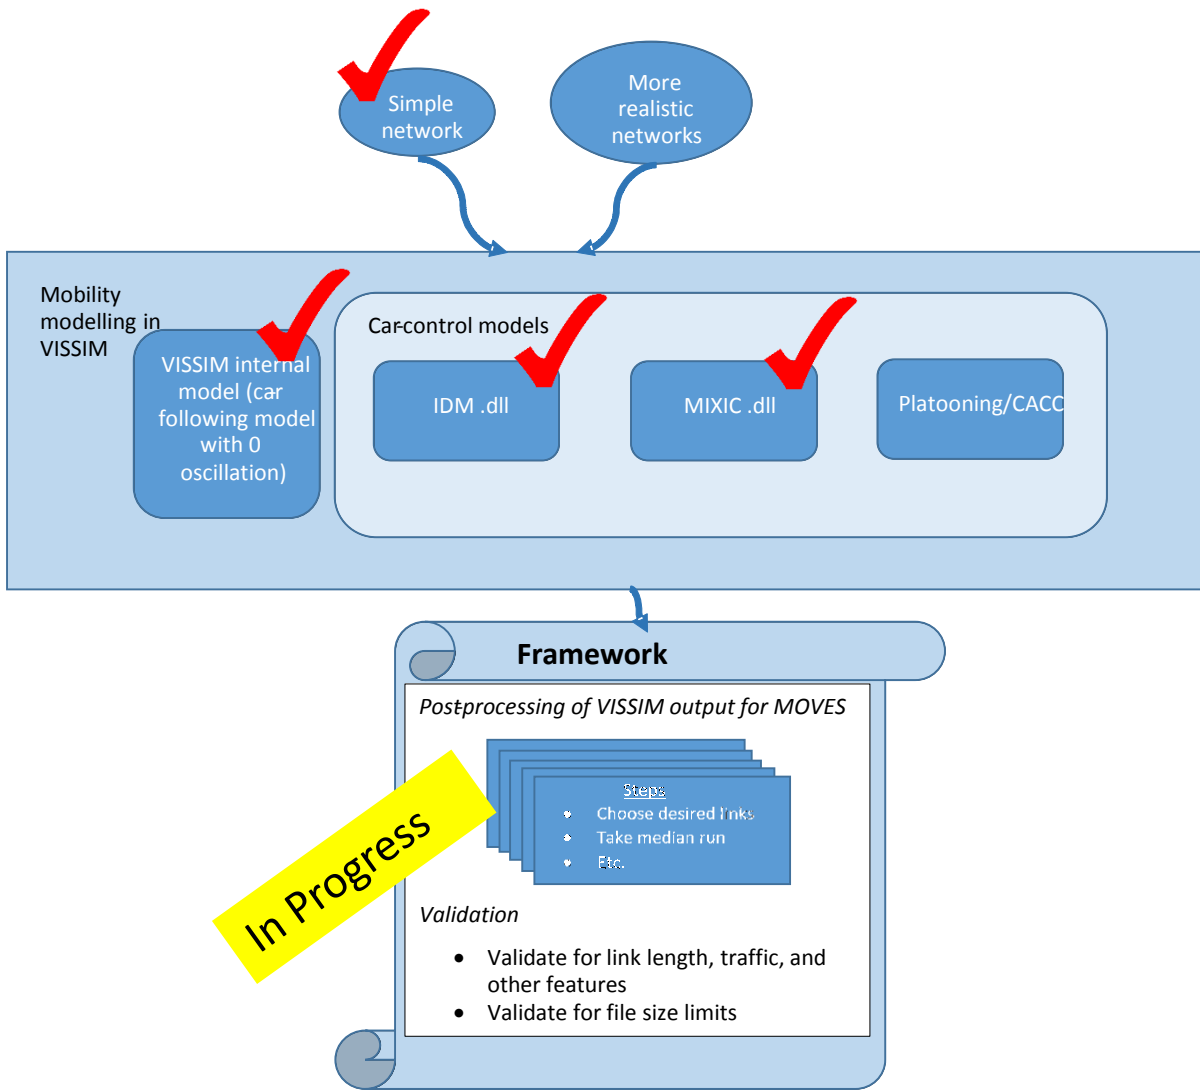 Simple
network
More
realistic
networks
Mobility
modelling in
VISSIM
VISSIM internal
model (car
following model
with 0
oscillation)
Car-control models
IDM .dll
MIXIC .dll
Platooning/CACC
Framework
Post-processing of VISSIM output for MOVES
Steps
• Choose desired links
• Take median run
• Etc.
In Progress
Validation
• Validate for link length, traffic, and
other features
• Validate for file size limits